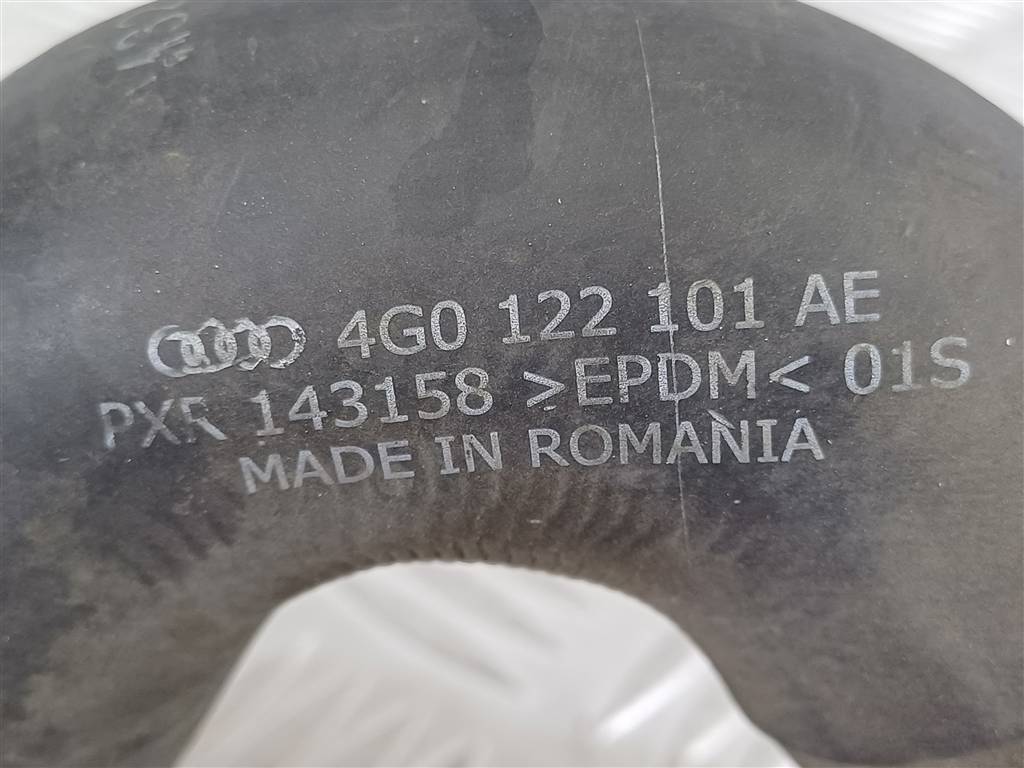 4G0 122 101 AE
PXR 143158 >EPDM< 01S
MADE IN ROMANIA